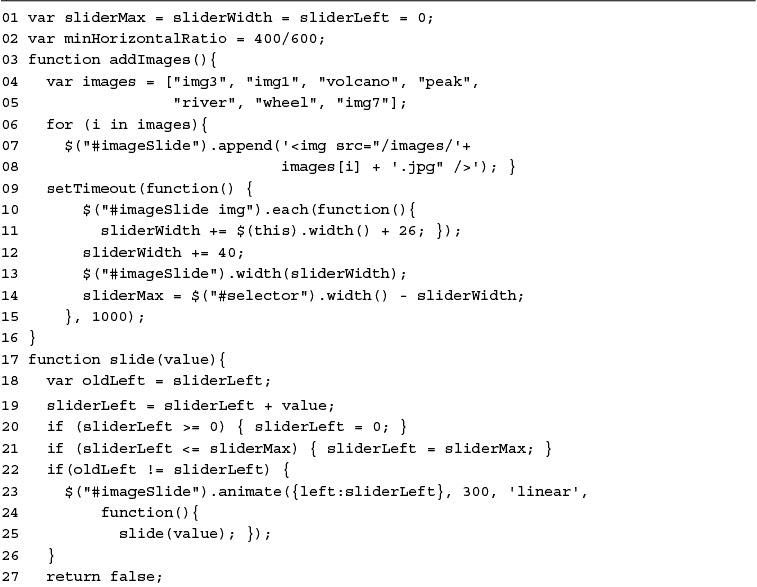 01 var sliderMax = sliderWidth = sliderLeft = 0;
02 var minHorizontalRatio = 400/600;
03 function addImages(){
04   var images = ["img3", "img1", "volcano", "peak",
05                 "river", "wheel", "img7"];
06   for (i in images){
07     $("#imageSlide").append('<img src="/images/'+
08                             images[i] + '.jpg" />'); }
09   setTimeout(function() {
10       $("#imageSlide img").each(function(){
11         sliderWidth += $(this).width() + 26; });
12       sliderWidth += 40;
13       $("#imageSlide").width(sliderWidth);
14       sliderMax = $("#selector").width() - sliderWidth;
15     }, 1000);
16 }
17 function slide(value){
18   var oldLeft = sliderLeft;
19   sliderLeft = sliderLeft + value;
20   if (sliderLeft >= 0) { sliderLeft = 0; }
21   if (sliderLeft <= sliderMax) { sliderLeft = sliderMax; }
22   if(oldLeft != sliderLeft) {
23     $("#imageSlide").animate({left:sliderLeft}, 300, 'linear',
24         function(){
25           slide(value); });
26   }
27   return false;